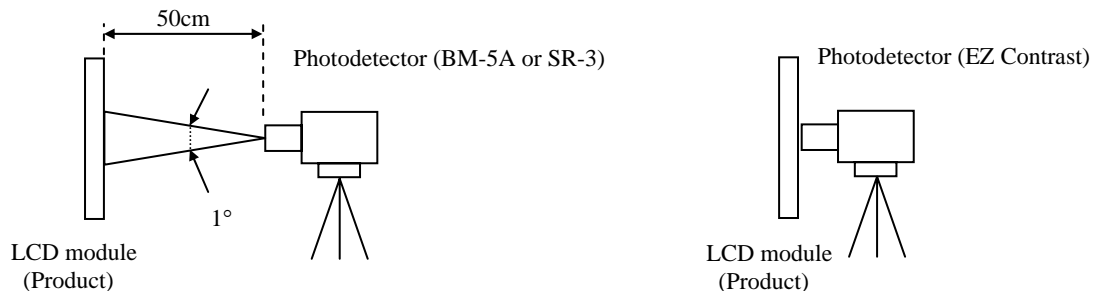 50cm
Photodetector (BM-5A or SR-3)
1°
LCD module
(Product)
Photodetector (EZ Contrast)
LCD module
(Product)